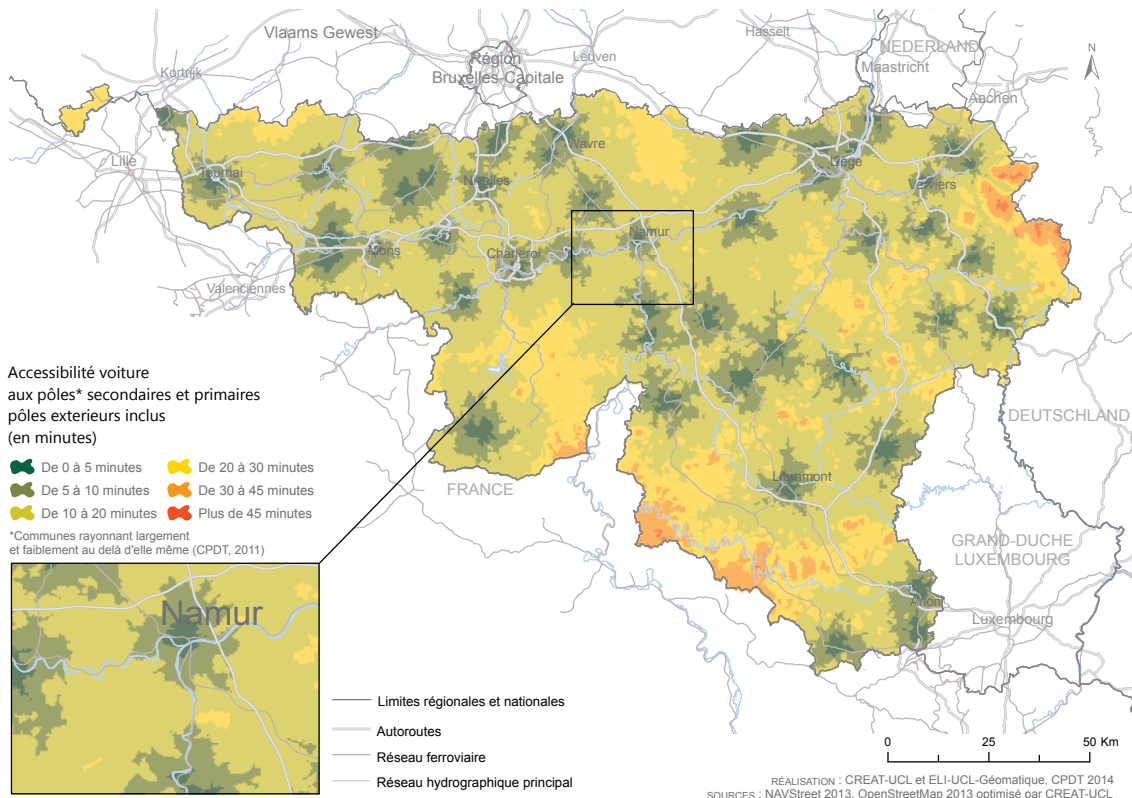 Vlaams Gewest
Hasselt
NEDERLAND
Kortrijk
Région
Bruxelles-Capitale
Leuven
Maastricht
N
Aachen
Lille
Tournai
Wavre
Liège
Nivelles
Verviers
Mons
Charleroi
Namur
Valenciennes
Accessibilité voiture
aux pôles* secondaires et primaires
pôles exterieurs inclus
(en minutes)
De 0 à 5 minutes
De 20 à 30 minutes
De 5 à 10 minutes
De 30 à 45 minutes
De 10 à 20 minutes
Plus de 45 minutes
*Communes rayonnant largement
et faiblement au delà d'elle même (CPDT, 2011)
DEUTSCHLAND
FRANCE
Libramont
GRAND-DUCHE
LUXEMBOURG
Arlon
Luxembourg
Namur
Limites régionales et nationales
Autoroutes
Réseau ferroviaire
Réseau hydrographique principal
0 25 50 Km
RÉALISATION : CREAT-UCL et ELI-UCL-Géomatique, CPDT 2014
SOURCES : NAVStreet 2013, OpenStreetMap 2013 optimisé par CREAT-UCL